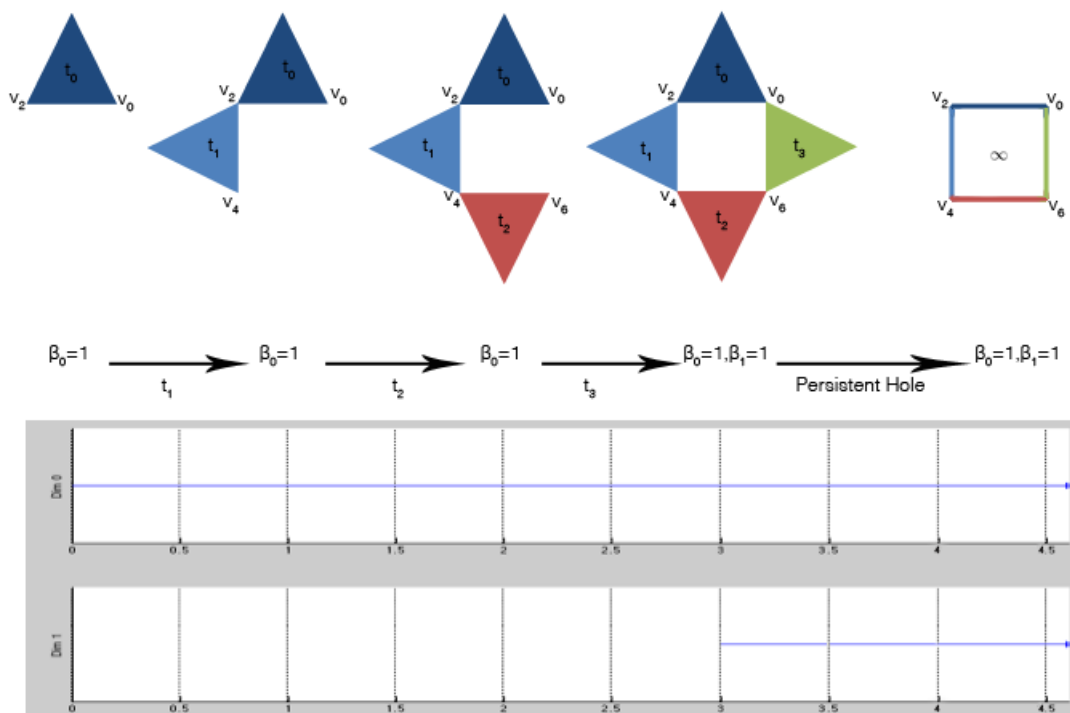 t₀
v₂ v₀
t₀
v₂ v₀
t₁
v₄
t₀
v₂ v₀
t₁
v₄ v₆
t₂
t₀
v₂ v₀
t₁ t₃
v₄ v₆
t₂
v₂ v₀
∞
v₄ v₆
β₀=1 β₀=1 β₀=1 β₀=1,β₁=1 β₀=1,β₁=1
t₁ t₂ t₃ Persistent Hole
Dim 0
0 0.5 1 1.5 2 2.5 3 3.5 4 4.5
Dim 1
0 0.5 1 1.5 2 2.5 3 3.5 4 4.5